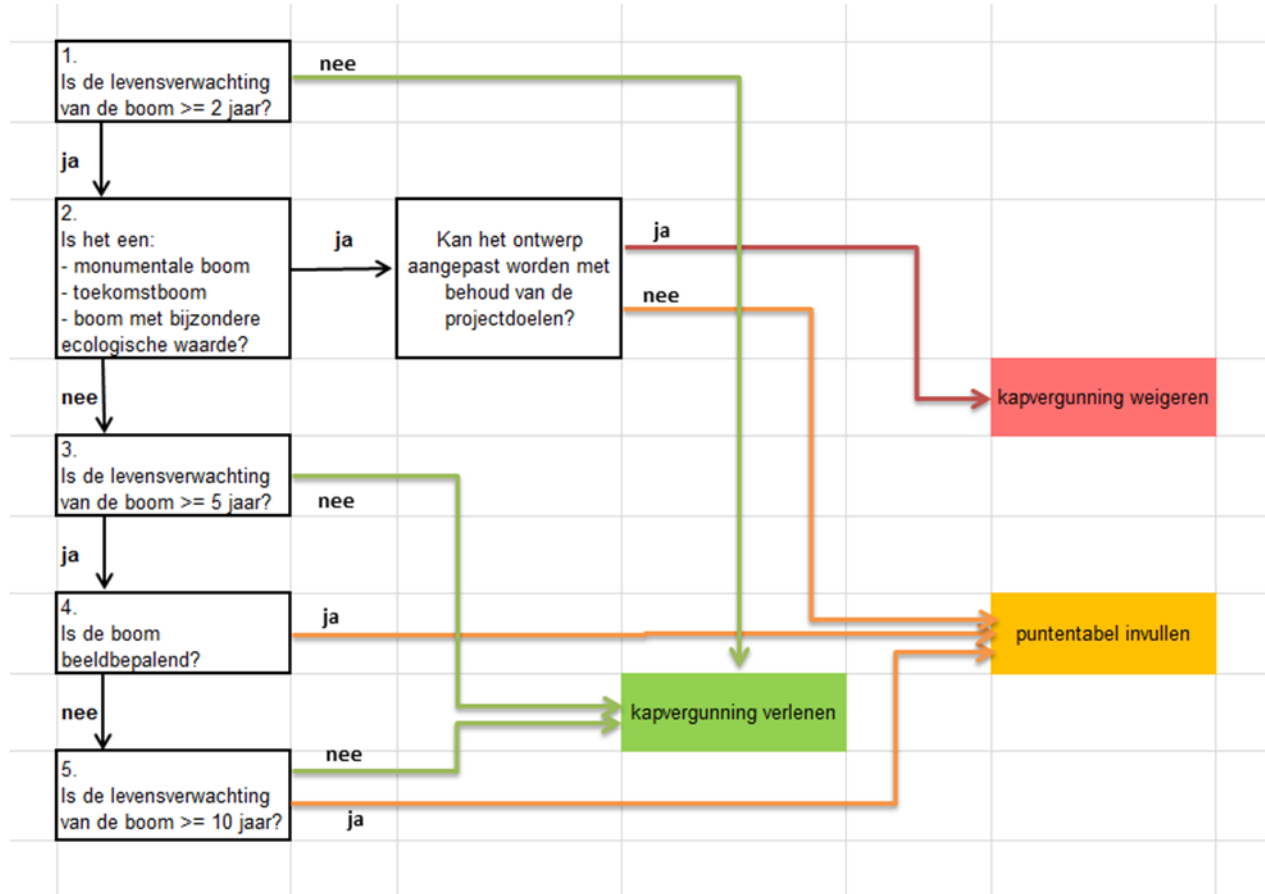 1.
Is de levensverwachting
van de boom >= 2 jaar?
nee
ja
2.
Is het een:
- monumentale boom
- toekomstboom
- boom met bijzondere
ecologische waarde?
ja
Kan het ontwerp
aangepast worden met
behoud van de
projectdoelen?
ja
nee
kapvergunning weigeren
nee
3.
Is de levensverwachting
van de boom >= 5 jaar?
nee
ja
4.
Is de boom
beeldbepalend?
ja
puntentabel invullen
kapvergunning verlenen
nee
5.
Is de levensverwachting
van de boom >= 10 jaar?
nee
ja